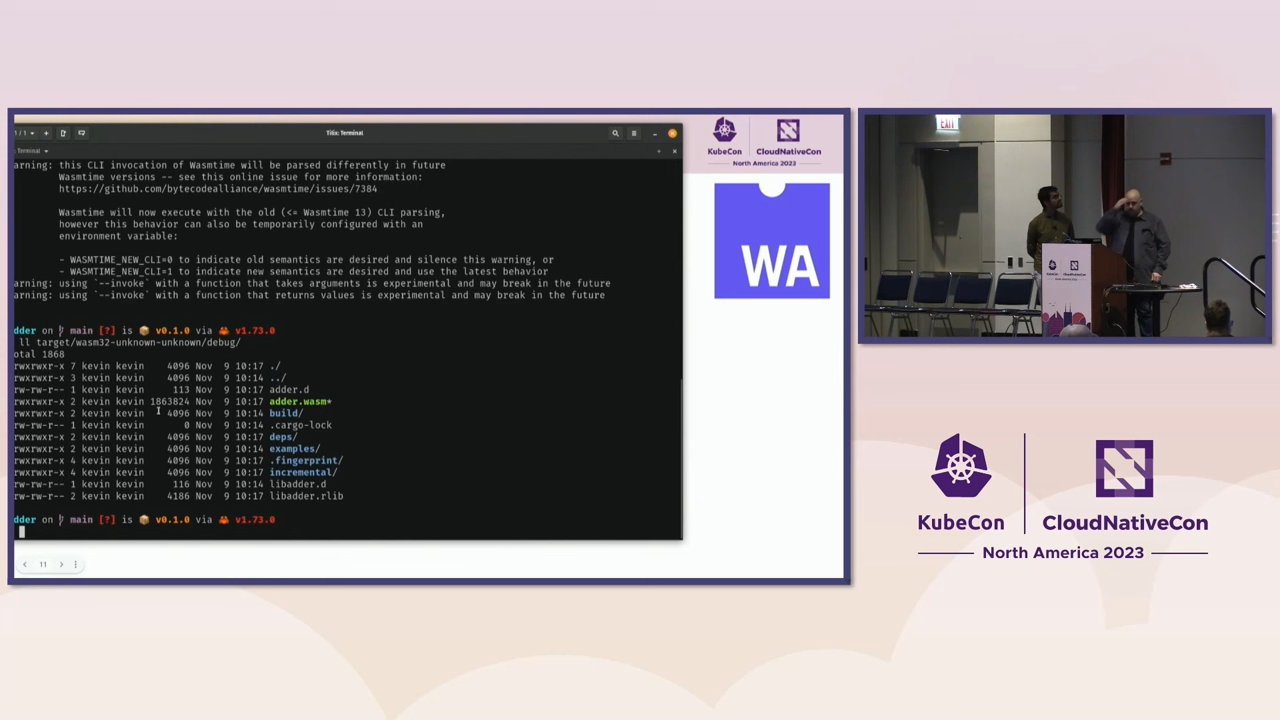 1 / 1
Tilix: Terminal
Terminal
arning: this CLI invocation of Wasmtime will be parsed differently in future
Wasmtime versions -- see this online issue for more information:
https://github.com/bytecodealliance/wasmtime/issues/7384
Wasmtime will now execute with the old (<= Wasmtime 13) CLI parsing,
however this behavior can also be temporarily configured with an
environment variable:
- WASMTIME_NEW_CLI=0 to indicate old semantics are desired and silence this warning, or
- WASMTIME_NEW_CLI=1 to indicate new semantics are desired and use the latest behavior
arning: using `--invoke` with a function that takes arguments is experimental and may break in the future
arning: using `--invoke` with a function that returns values is experimental and may break in the future
dder on main [?] is 📦 v0.1.0 via 🦀 v1.73.0
ll target/wasm32-unknown-unknown/debug/
otal 1868
rwxrwxr-x 7 kevin kevin 4096 Nov 9 10:17 ./
rwxrwxr-x 3 kevin kevin 4096 Nov 9 10:14 ../
rw-rw-r-- 1 kevin kevin 113 Nov 9 10:17 adder.d
rwxrwxr-x 2 kevin kevin 1863824 Nov 9 10:17 adder.wasm*
rwxrwxr-x 2 kevin kevin 4096 Nov 9 10:14 build/
rw-rw-r-- 1 kevin kevin 0 Nov 9 10:14 .cargo-lock
rwxrwxr-x 2 kevin kevin 4096 Nov 9 10:17 deps/
rwxrwxr-x 2 kevin kevin 4096 Nov 9 10:14 examples/
rwxrwxr-x 4 kevin kevin 4096 Nov 9 10:17 .fingerprint/
rwxrwxr-x 4 kevin kevin 4096 Nov 9 10:17 incremental/
rw-rw-r-- 1 kevin kevin 116 Nov 9 10:14 libadder.d
rw-rw-r-- 2 kevin kevin 4186 Nov 9 10:17 libadder.rlib
dder on main [?] is 📦 v0.1.0 via 🦀 v1.73.0
11
KubeCon
CloudNativeCon
North America 2023
WA
EXIT
KubeCon
CloudNativeCon
North America 2023